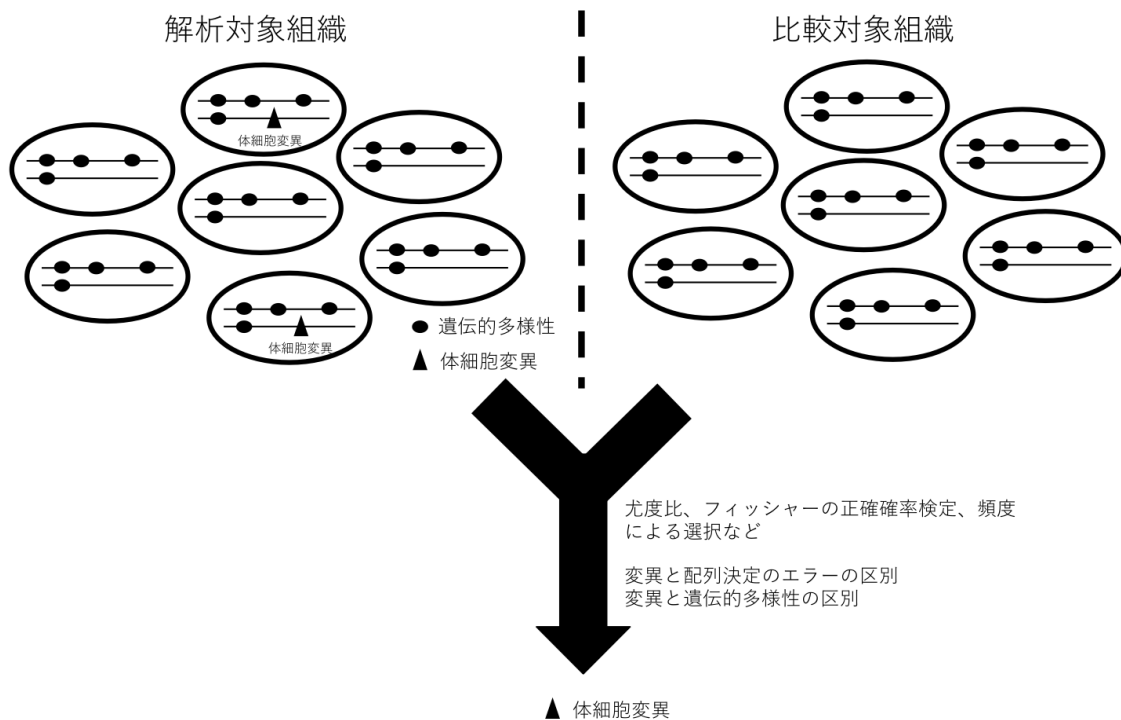 解析対象組織
比較対象組織
体細胞変異
体細胞変異
遺伝的多様性
体細胞変異
尤度比、フィッシャーの正確確率検定、頻度
による選択など
変異と配列決定のエラーの区別
変異と遺伝的多様性の区別
体細胞変異